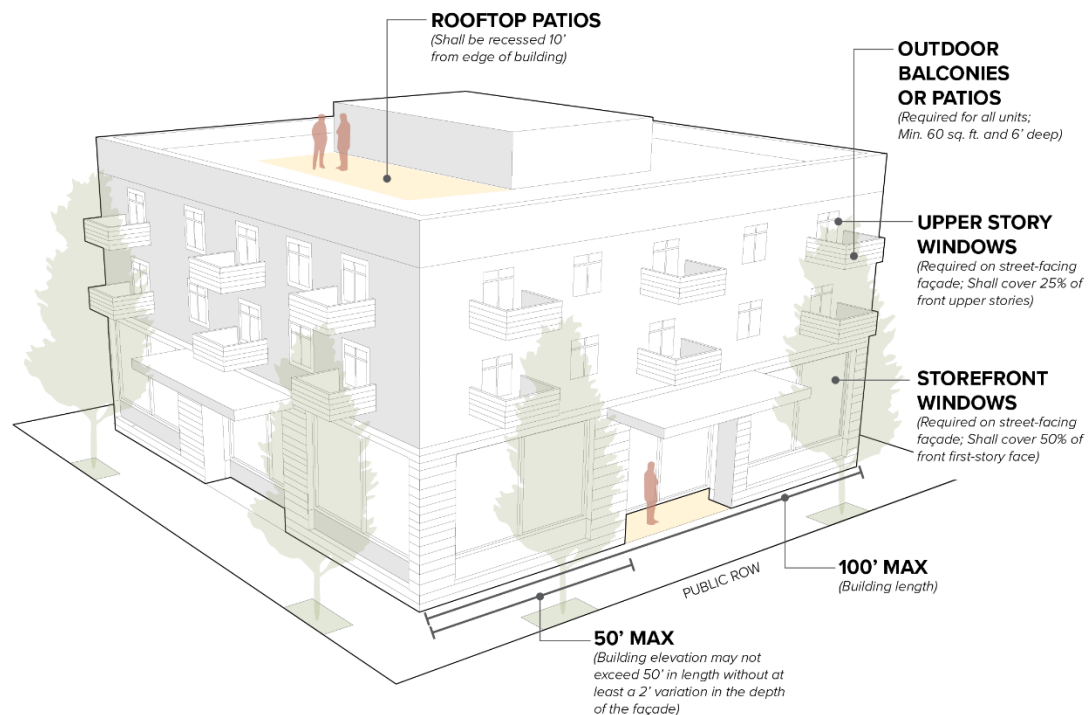 ROOFTOP PATIOS
(Shall be recessed 10’
from edge of building)
OUTDOOR
BALCONIES
OR PATIOS
(Required for all units;
Min. 60 sq. ft. and 6’ deep)
UPPER STORY
WINDOWS
(Required on street-facing
façade; Shall cover 25% of
front upper stories)
STOREFRONT
WINDOWS
(Required on street-facing
façade; Shall cover 50% of
front first-story face)
100’ MAX
(Building length)
PUBLIC ROW
50’ MAX
(Building elevation may not
exceed 50’ in length without at
least a 2’ variation in the depth
of the façade)